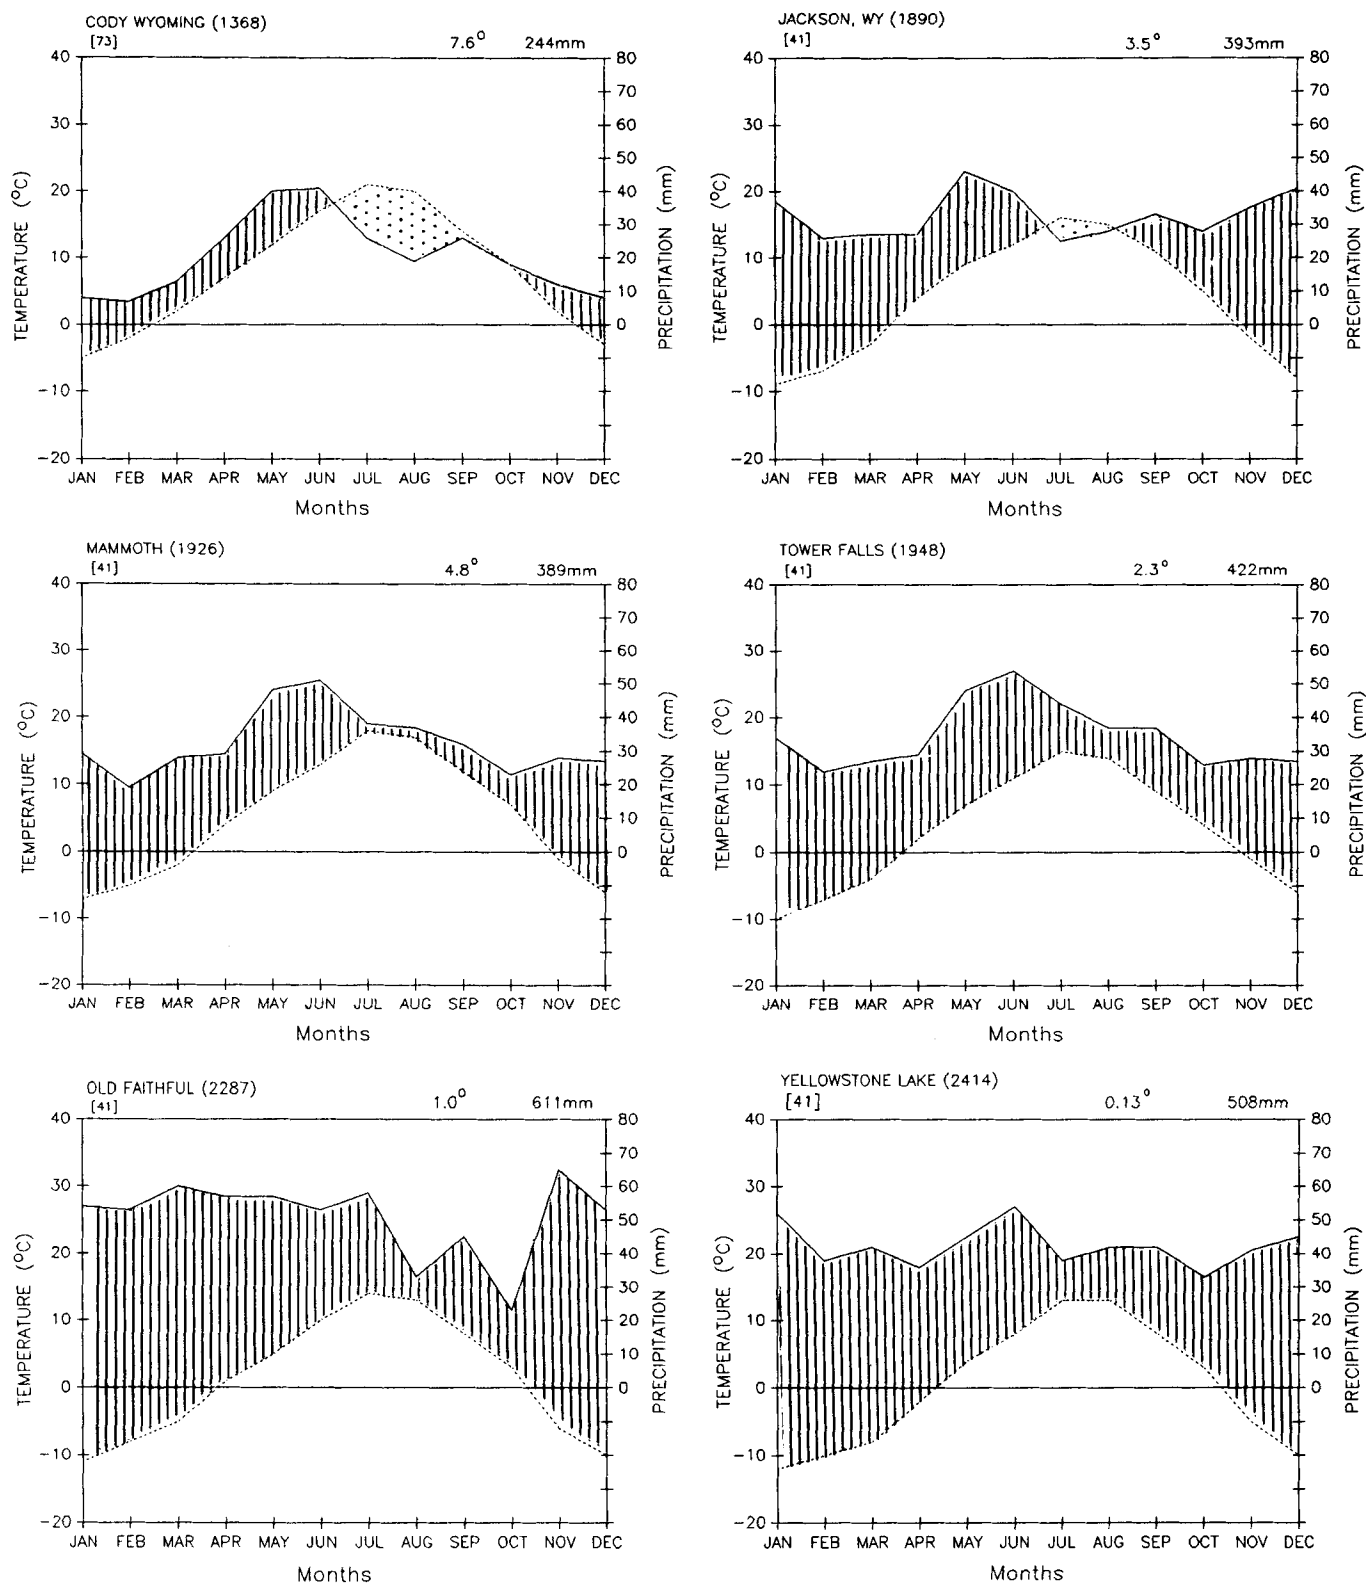 CODY WYOMING (1368)
[73] 7.6° 244mm
40 30 20 10 0 −10 −20
TEMPERATURE (°C)
80 70 60 50 40 30 20 10 0
PRECIPITATION (mm)
JAN FEB MAR APR MAY JUN JUL AUG SEP OCT NOV DEC
Months
JACKSON, WY (1890)
[41] 3.5° 393mm
40 30 20 10 0 −10 −20
TEMPERATURE (°C)
80 70 60 50 40 30 20 10 0
PRECIPITATION (mm)
JAN FEB MAR APR MAY JUN JUL AUG SEP OCT NOV DEC
Months
MAMMOTH (1926)
[41] 4.8° 389mm
40 30 20 10 0 −10 −20
TEMPERATURE (°C)
80 70 60 50 40 30 20 10 0
PRECIPITATION (mm)
JAN FEB MAR APR MAY JUN JUL AUG SEP OCT NOV DEC
Months
TOWER FALLS (1948)
[41] 2.3° 422mm
40 30 20 10 0 −10 −20
TEMPERATURE (°C)
80 70 60 50 40 30 20 10 0
PRECIPITATION (mm)
JAN FEB MAR APR MAY JUN JUL AUG SEP OCT NOV DEC
Months
OLD FAITHFUL (2287)
[41] 1.0° 611mm
40 30 20 10 0 −10 −20
TEMPERATURE (°C)
80 70 60 50 40 30 20 10 0
PRECIPITATION (mm)
JAN FEB MAR APR MAY JUN JUL AUG SEP OCT NOV DEC
Months
YELLOWSTONE LAKE (2414)
[41] 0.13° 508mm
40 30 20 10 0 −10 −20
TEMPERATURE (°C)
80 70 60 50 40 30 20 10 0
PRECIPITATION (mm)
JAN FEB MAR APR MAY JUN JUL AUG SEP OCT NOV DEC
Months